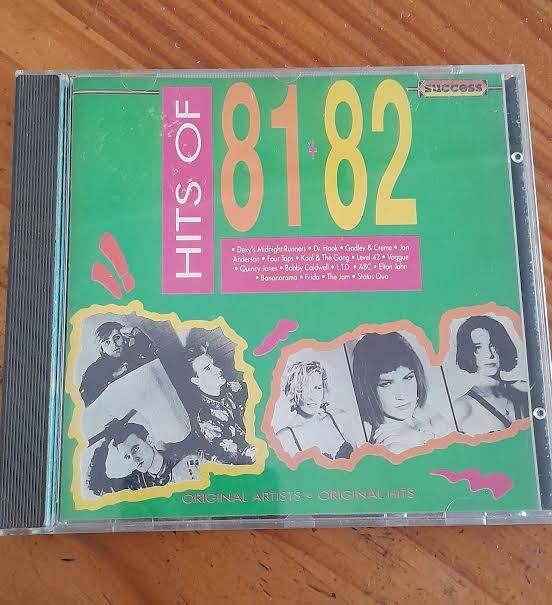 success
HITS OF
81 + 82
• Dexy's Midnight Runners • Dr. Hook • Godley & Creme • Jon
Anderson • Four Tops • Kool & The Gang • Level 42 • Vaggue
• Quincy Jones • Bobby Caldwell • L.T.D. • ABC • Elton John
• Bananarama • Frida • The Jam • Status Quo
ORIGINAL ARTISTS • ORIGINAL HITS